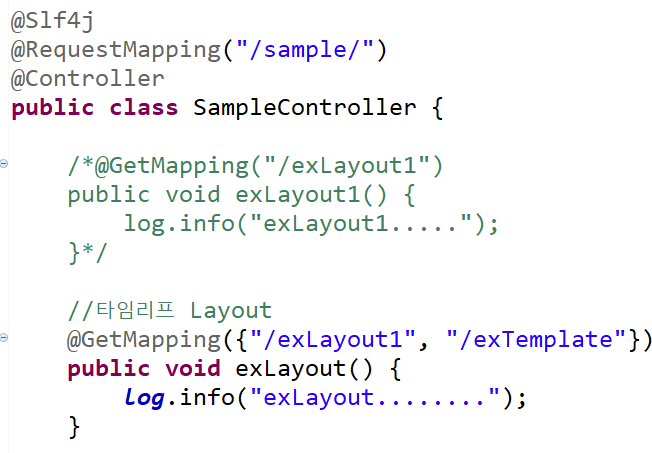 @Slf4j
@RequestMapping("/sample/")
@Controller
public class SampleController {
/*@GetMapping("/exLayout1")
public void exLayout1() {
log.info("exLayout1.....");
}*/
//타임리프 Layout
@GetMapping({"/exLayout1", "/exTemplate"})
public void exLayout() {
log.info("exLayout........");
}